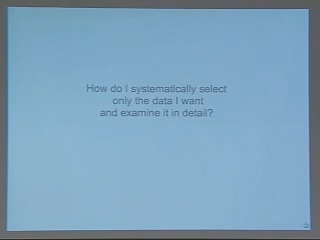 How do I systematically select
only the data I want
and examine it in detail?